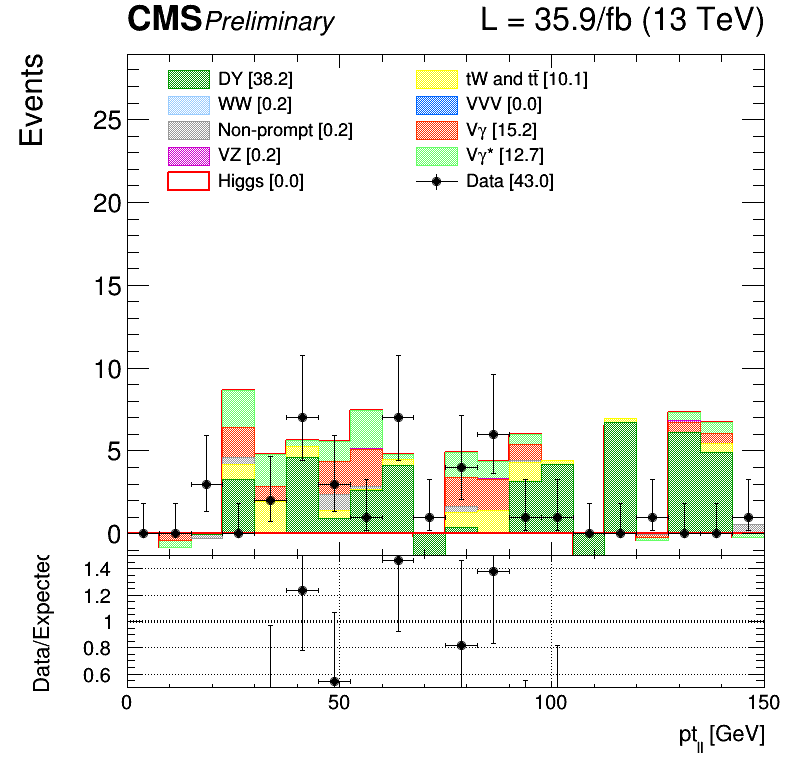 CMS Preliminary L = 35.9/fb (13 TeV)
Events
DY [38.2]
WW [0.2]
Non-prompt [0.2]
VZ [0.2]
Higgs [0.0]
tW and tt̄ [10.1]
VVV [0.0]
Vγ [15.2]
Vγ* [12.7]
Data [43.0]
25
20
15
10
5
0
Data/Expected
1.4
1.2
1
0.8
0.6
0 50 100 150
pt_ll [GeV]